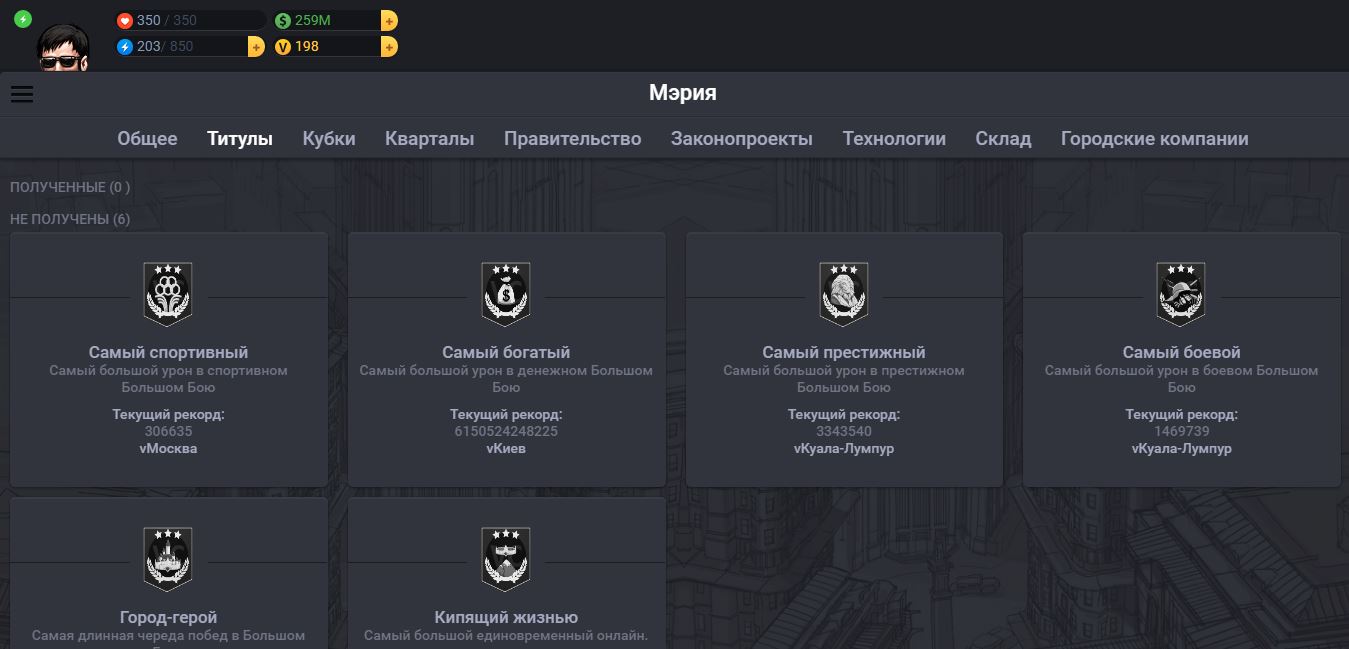 350 / 350
$ 259M +
203/ 850 +
V 198 +
Мэрия
Общее Титулы Кубки Кварталы Правительство Законопроекты Технологии Склад Городские компании
ПОЛУЧЕННЫЕ (0 )
НЕ ПОЛУЧЕНЫ (6)
Самый спортивный
Самый большой урон в спортивном
Большом Бою
Текущий рекорд:
306635
vМосква
Самый богатый
Самый большой урон в денежном Большом
Бою
Текущий рекорд:
6150524248225
vКиев
Самый престижный
Самый большой урон в престижном
Большом Бою
Текущий рекорд:
3343540
vКуала-Лумпур
Самый боевой
Самый большой урон в боевом Большом
Бою
Текущий рекорд:
1469739
vКуала-Лумпур
Город-герой
Самая длинная череда побед в Большом
Кипящий жизнью
Самый большой единовременный онлайн.